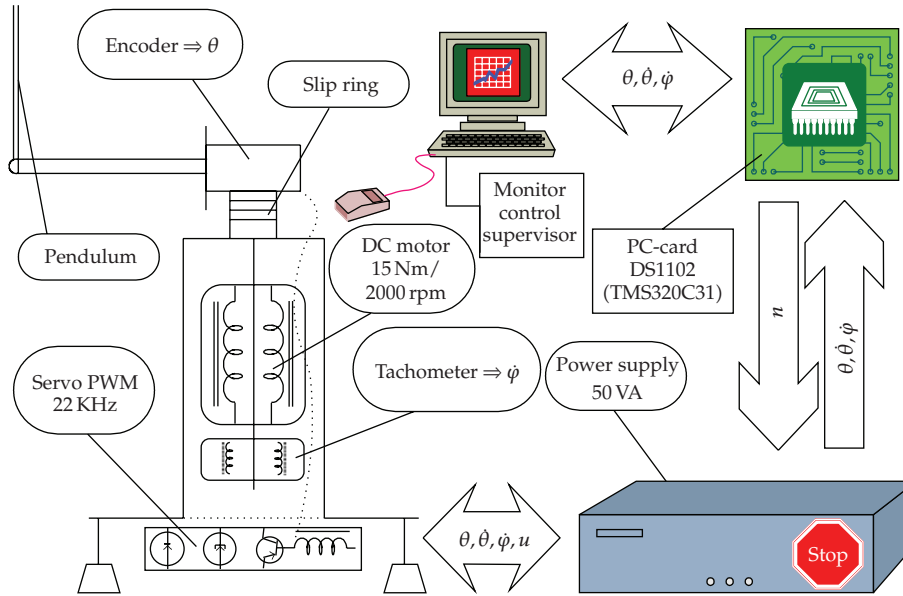 Encoder ⇒ θ
Slip ring
θ, θ̇, φ̇
Monitor
control
supervisor
Pendulum
DC motor
15 Nm/
2000 rpm
PC-card
DS1102
(TMS320C31)
u
θ, θ̇, φ̇
Servo PWM
22 KHz
Tachometer ⇒ φ̇
Power supply
50 VA
θ, θ̇, φ̇, u
Stop